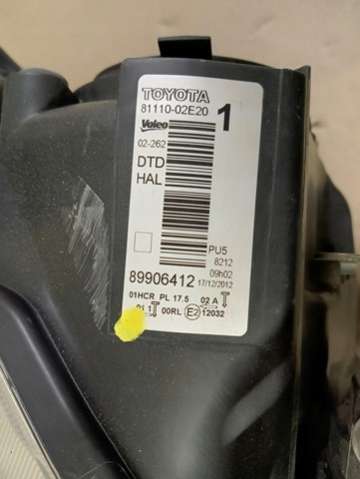 TOYOTA
81110-02E20 1
Valeo
02-262
DTD
HAL
PU5
8212
09h02
89906412 17/12/2012
01HCR PL 17.5 02 A
00RL E2 12032